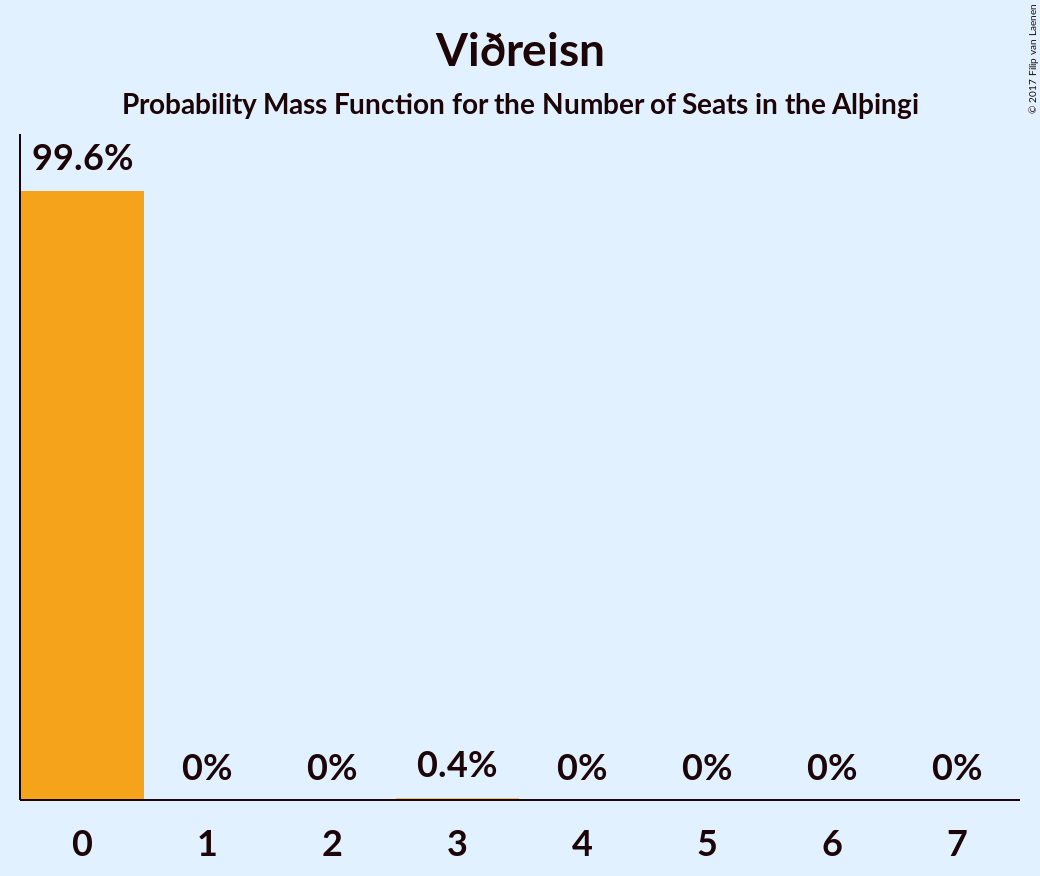 Viðreisn
Probability Mass Function for the Number of Seats in the Alþingi
© 2017 Filip van Laenen
99.6%
0%
0%
0.4%
0%
0%
0%
0%
0 1 2 3 4 5 6 7